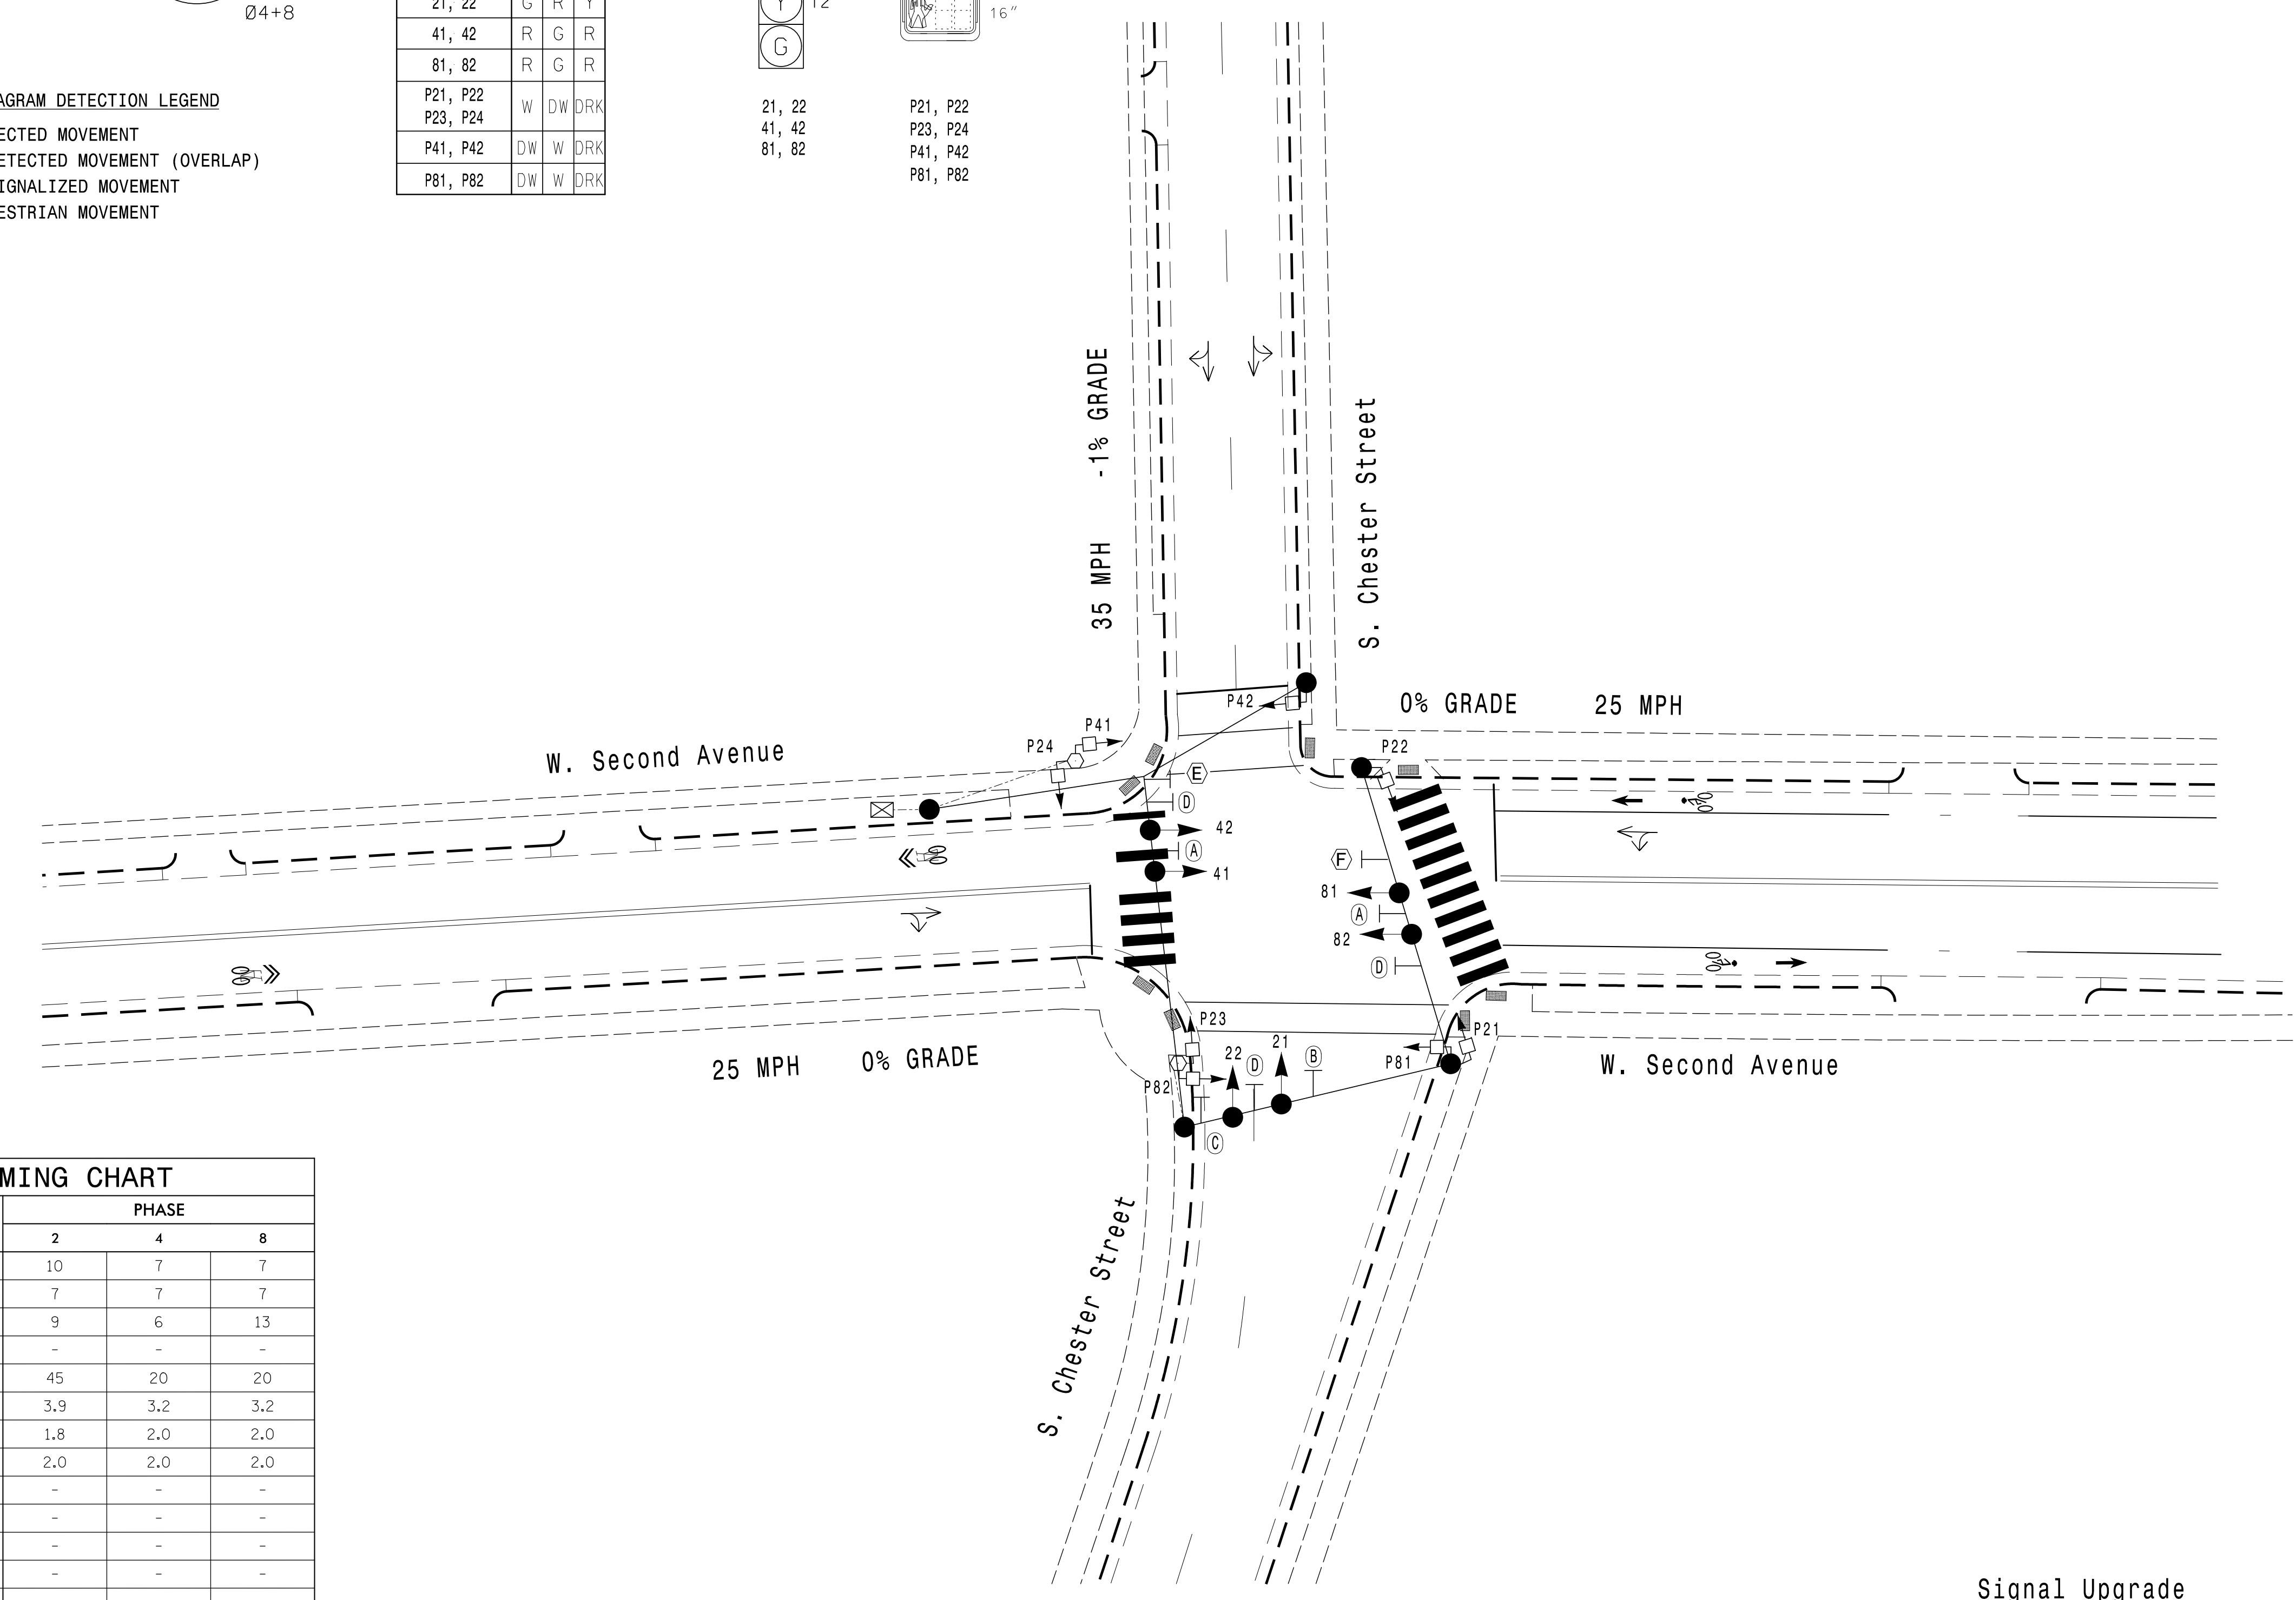 Ø4+8
21, 22 G R Y
41, 42 R G R
81, 82 R G R
P21, P22
P23, P24 W DW DRK
P41, P42 DW W DRK
P81, P82 DW W DRK
AGRAM DETECTION LEGEND
ECTED MOVEMENT
ETECTED MOVEMENT (OVERLAP)
IGNALIZED MOVEMENT
ESTRIAN MOVEMENT
Y 12
G
21, 22
41, 42
81, 82
16"
P21, P22
P23, P24
P41, P42
P81, P82
35 MPH -1% GRADE
S. Chester Street
0% GRADE 25 MPH
W. Second Avenue
P41
P24
P42
P22
E
D
42
A
41
F
81
A
82
D
P23
P21
21
22
D
B
P81
P82
C
25 MPH 0% GRADE
W. Second Avenue
S. Chester Street
MING CHART
PHASE
2 4 8
10 7 7
7 7 7
9 6 13
- - -
45 20 20
3.9 3.2 3.2
1.8 2.0 2.0
2.0 2.0 2.0
- - -
- - -
- - -
- - -
Signal Upgrade